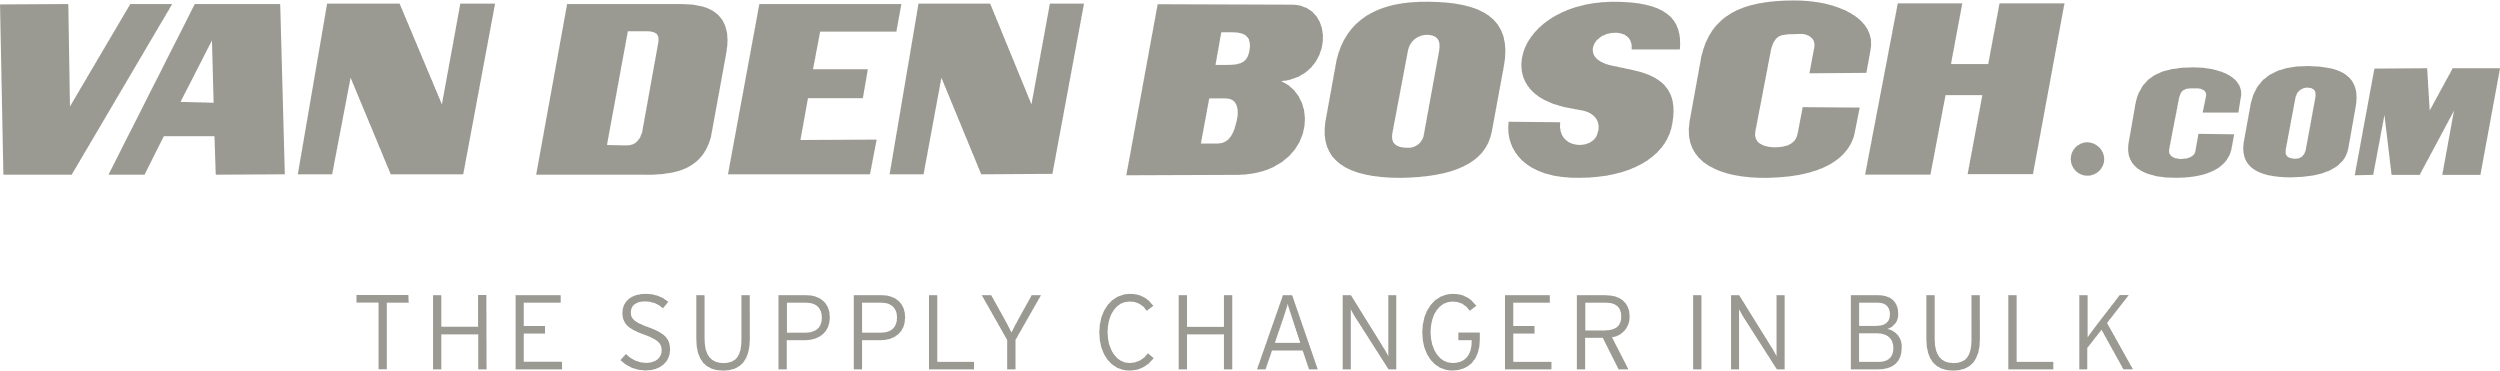 VAN DEN BOSCH.COM
THE SUPPLY CHANGER IN BULK